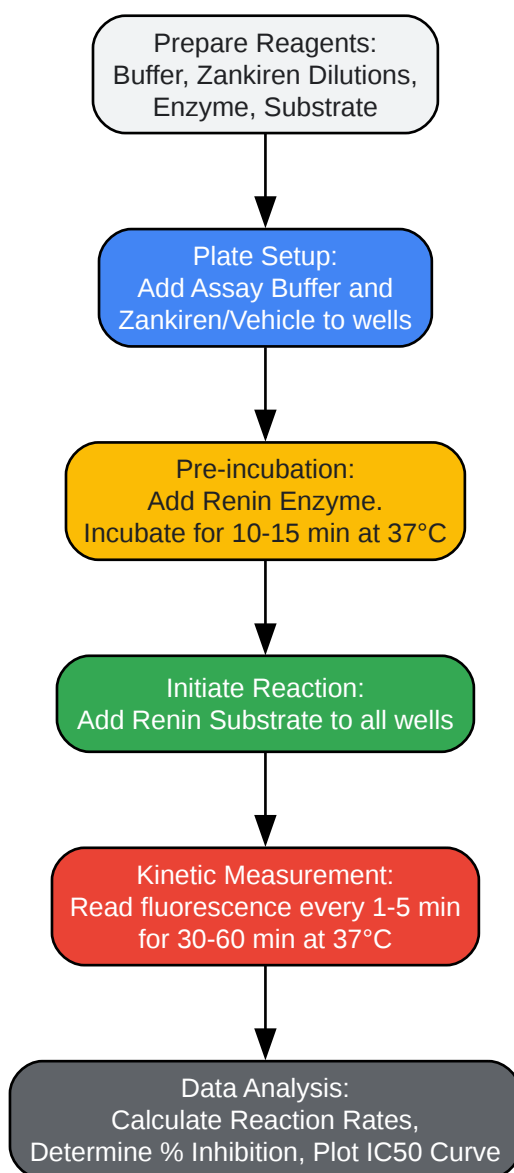 Prepare Reagents:
Buffer, Zankiren Dilutions,
Enzyme, Substrate
Plate Setup:
Add Assay Buffer and
Zankiren/Vehicle to wells
Pre-incubation:
Add Renin Enzyme.
Incubate for 10-15 min at 37°C
Initiate Reaction:
Add Renin Substrate to all wells
Kinetic Measurement:
Read fluorescence every 1-5 min
for 30-60 min at 37°C
Data Analysis:
Calculate Reaction Rates,
Determine % Inhibition, Plot IC50 Curve